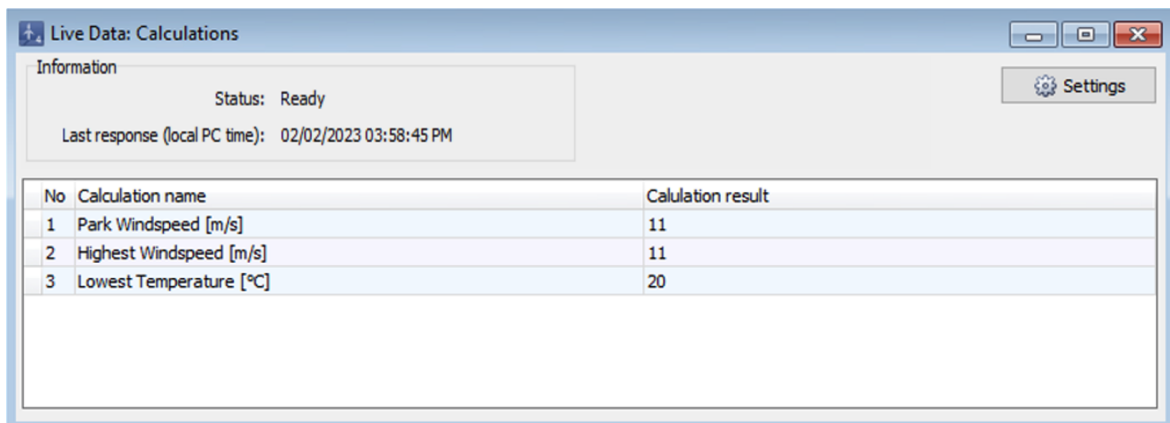 Live Data: Calculations
Information
Settings
Status: Ready
Last response (local PC time): 02/02/2023 03:58:45 PM
No Calculation name Calulation result
1 Park Windspeed [m/s] 11
2 Highest Windspeed [m/s] 11
3 Lowest Temperature [°C] 20